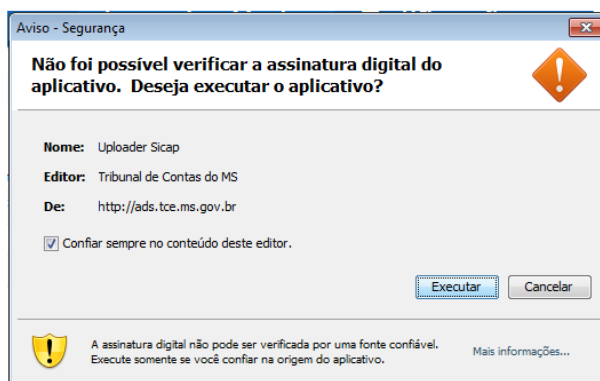 Aviso - Segurança
Não foi possível verificar a assinatura digital do
aplicativo. Deseja executar o aplicativo?
Nome: Uploader Sicap
Editor: Tribunal de Contas do MS
De: http://ads.tce.ms.gov.br
Confiar sempre no conteúdo deste editor.
Executar Cancelar
A assinatura digital não pode ser verificada por uma fonte confiável.
Execute somente se você confiar na origem do aplicativo.
Mais informações...